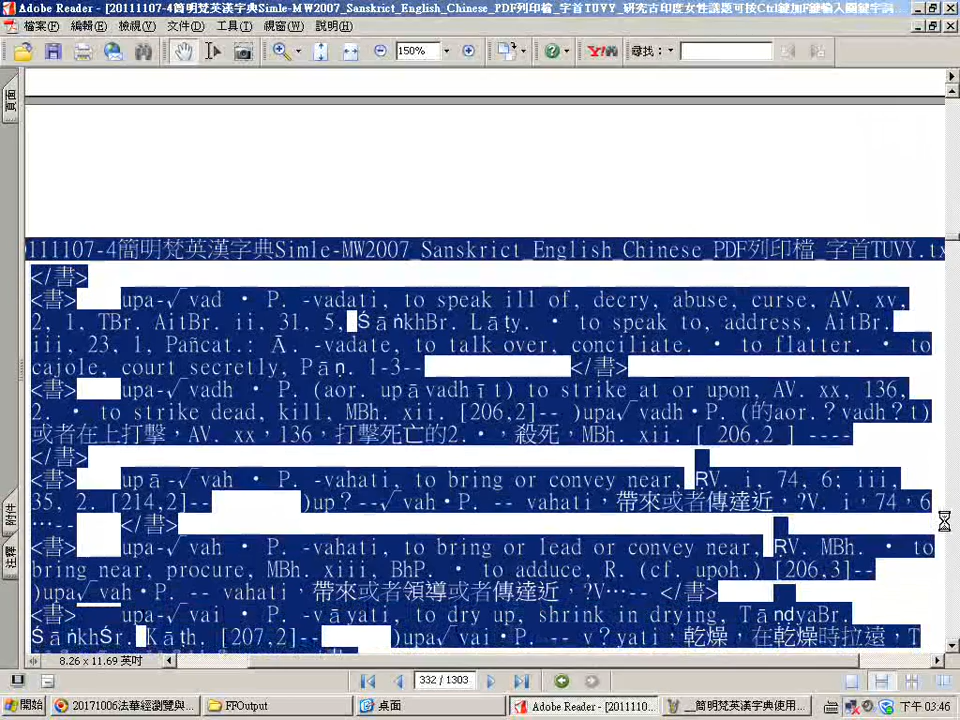 Adobe Reader - [20111107-4簡明梵英漢字典Simle-MW2007_Sanskrict_English_Chinese_PDF列印檔_字首TUVY_研究古印度女性議題可按Ctrl鍵加F鍵輸入關鍵字詞
檔案(F) 編輯(E) 檢視(V) 文件(D) 工具(T) 視窗(W) 說明(H)
150% Y! 尋找：
頁面
111107-4簡明梵英漢字典Simle-MW2007_Sanskrict_English_Chinese_PDF列印檔_字首TUVY.tx
</書>
<書> upa-√vad • P. -vadati, to speak ill of, decry, abuse, curse, AV. xv,
2, 1, TBr. AitBr. ii, 31, 5, ŚāṅkhBr. Lāṭy. • to speak to, address, AitBr.
iii, 23, 1, Pañcat.: Ā. -vadate, to talk over, conciliate. • to flatter. • to
cajole, court secretly, Pāṇ. 1-3-- </書>
<書> upa-√vadh • P. (aor. upāvadhīt) to strike at or upon, AV. xx, 136,
2. • to strike dead, kill, MBh. xii. [206,2]-- )upa√vadh•P. (的aor. ?vadh?t)
或者在上打擊，AV. xx，136，打擊死亡的2.•，殺死，MBh. xii. [ 206,2 ] ----
</書>
<書> upā-√vah • P. -vahati, to bring or convey near, ṚV. i, 74, 6; iii,
35, 2. [214,2]-- )up？--√vah•P. -- vahati，帶來或者傳達近，?V. i，74，6
…-- </書>
<書> upa-√vah • P. -vahati, to bring or lead or convey near, ṚV. MBh. • to
bring near, procure, MBh. xiii, BhP. • to adduce, R. (cf. upoh.) [206,3]--
)upa√vah•P. -- vahati，帶來或者領導或者傳達近，?V…-- </書>
<書> upa-√vai • P. -vāyati, to dry up, shrink in drying, TāṇḍyaBr.
ŚāṅkhŚr. Kāṭh. [207,2]-- )upa√vai•P. -- v?yati，乾燥，在乾燥時拉遠，T
附件
注釋
8.26 x 11.69 英吋
332 / 1303
開始 20171006法華經瀏覽與... FFOutput 桌面 Adobe Reader - [2011110... __簡明梵英漢字典使用... 下午 03:46